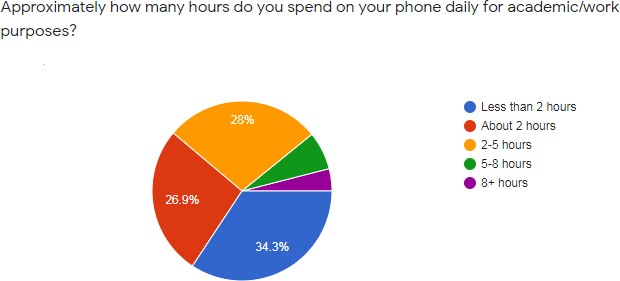 Approximately how many hours do you spend on your phone daily for academic/work
purposes?
28%
26.9%
34.3%
Less than 2 hours
About 2 hours
2-5 hours
5-8 hours
8+ hours